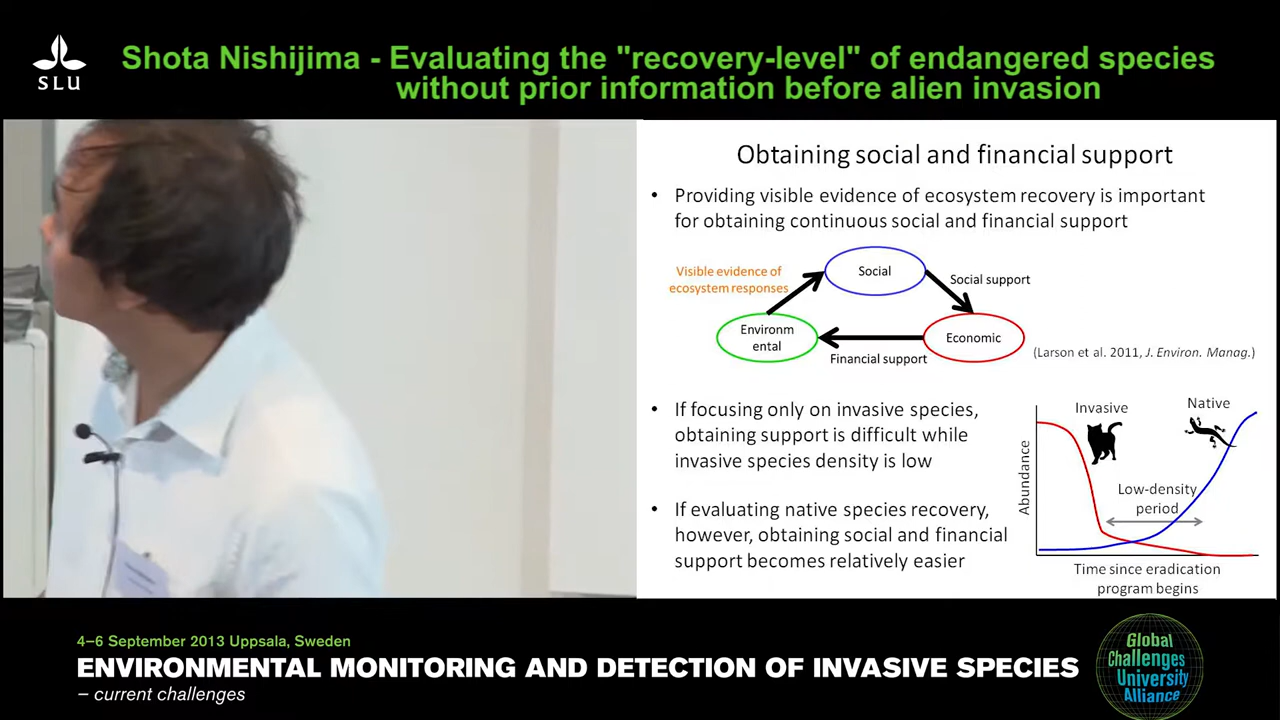 SLU
Shota Nishijima - Evaluating the "recovery-level" of endangered species
without prior information before alien invasion
Obtaining social and financial support
• Providing visible evidence of ecosystem recovery is important
for obtaining continuous social and financial support
Visible evidence of
ecosystem responses
Social
Social support
Environm
ental
Economic
Financial support
(Larson et al. 2011, J. Environ. Manag.)
• If focusing only on invasive species,
obtaining support is difficult while
invasive species density is low
• If evaluating native species recovery,
however, obtaining social and financial
support becomes relatively easier
Invasive
Native
Abundance
Low-density
period
Time since eradication
program begins
4–6 September 2013 Uppsala, Sweden
ENVIRONMENTAL MONITORING AND DETECTION OF INVASIVE SPECIES
– current challenges
Global
Challenges
University
Alliance